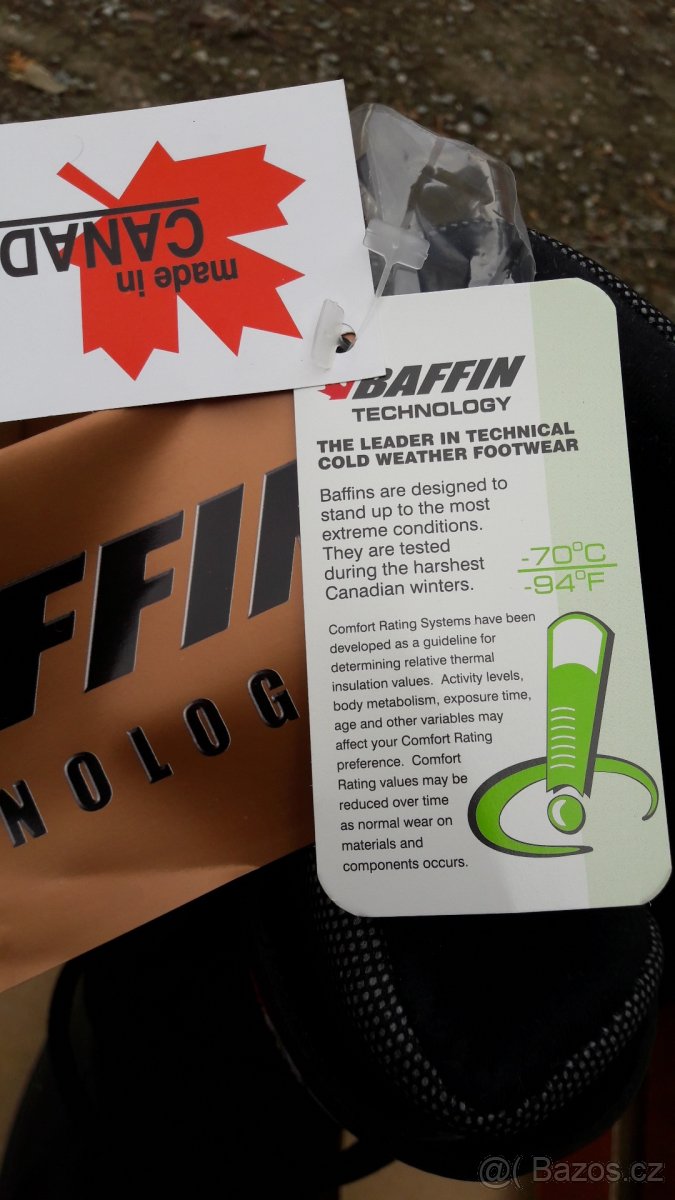 made in
CANAD
BAFFIN
TECHNOLOGY
THE LEADER IN TECHNICAL
COLD WEATHER FOOTWEAR
Baffins are designed to
stand up to the most
extreme conditions.
They are tested
during the harshest
Canadian winters.
-70°C
-94°F
Comfort Rating Systems have been
developed as a guideline for
determining relative thermal
insulation values. Activity levels,
body metabolism, exposure time,
age and other variables may
affect your Comfort Rating
preference. Comfort
Rating values may be
reduced over time
as normal wear on
materials and
components occurs.
FFIN
NOLOG
@( Bazos.cz